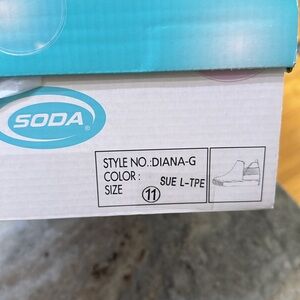 SODA®
STYLE NO.:DIANA-G
COLOR: SUE L-TPE
SIZE 11